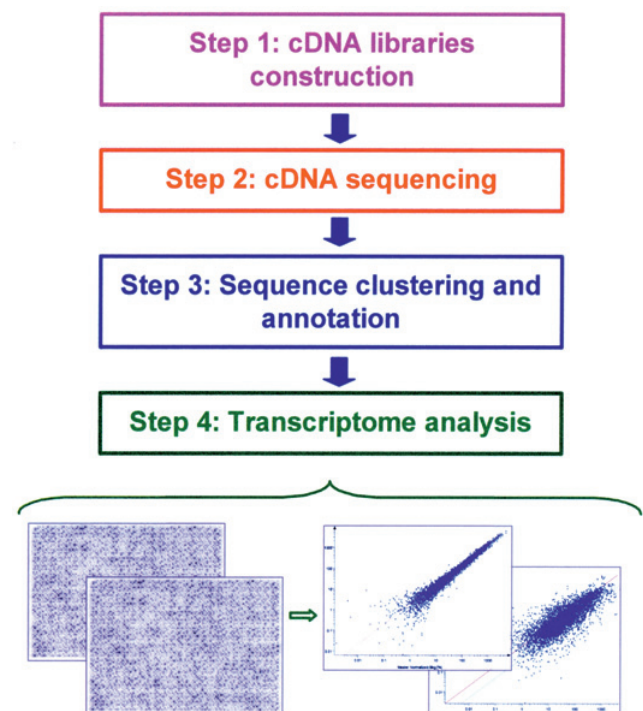 Step 1: cDNA libraries
construction
Step 2: cDNA sequencing
Step 3: Sequence clustering and
annotation
Step 4: Transcriptome analysis